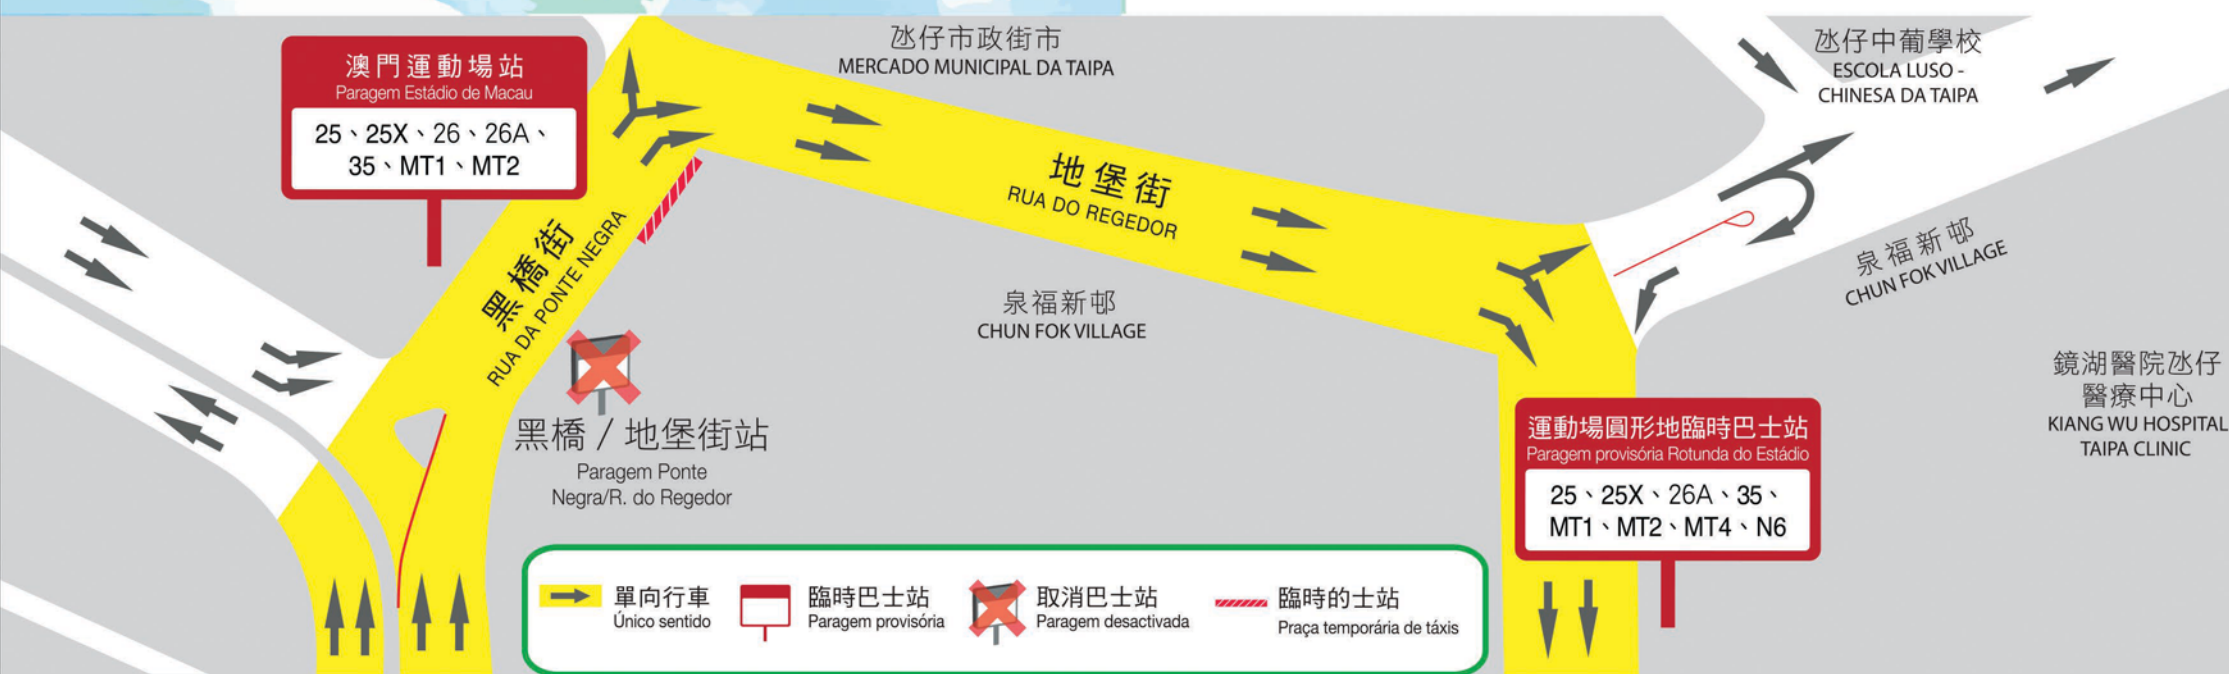 澳門運動場站
Paragem Estádio de Macau
25、25X、26、26A、
35、MT1、MT2
氹仔市政街市
MERCADO MUNICIPAL DA TAIPA
氹仔中葡學校
ESCOLA LUSO -
CHINESA DA TAIPA
地堡街
RUA DO REGEDOR
黑橋街
RUA DA PONTE NEGRA
泉福新邨
CHUN FOK VILLAGE
泉福新邨
CHUN FOK VILLAGE
黑橋 / 地堡街站
Paragem Ponte
Negra/R. do Regedor
鏡湖醫院氹仔
醫療中心
KIANG WU HOSPITAL
TAIPA CLINIC
運動場圓形地臨時巴士站
Paragem provisória Rotunda do Estádio
25、25X、26A、35、
MT1、MT2、MT4、N6
單向行車
Único sentido
臨時巴士站
Paragem provisória
取消巴士站
Paragem desactivada
臨時的士站
Praça temporária de táxis